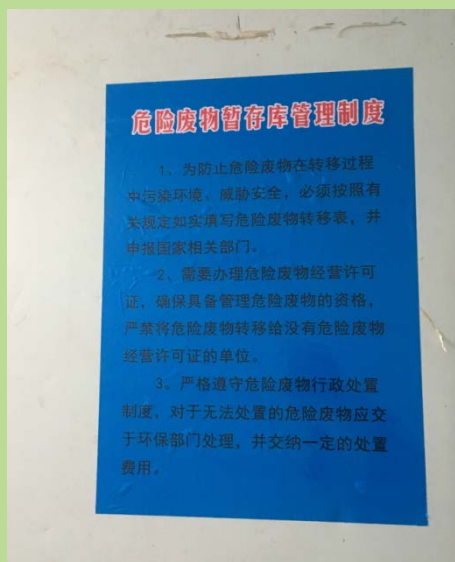 危险废物暂存库管理制度
1、为防止危险废物在转移过程
中污染环境、威胁安全，必须按照有
关规定如实填写危险废物转移表，并
申报国家相关部门。
2、需要办理危险废物经营许可
证，确保具备管理危险废物的资格，
严禁将危险废物转移给没有危险废物
经营许可证的单位。
3、严格遵守危险废物行政处置
制度，对于无法处置的危险废物应交
于环保部门处理，并交纳一定的处置
费用。